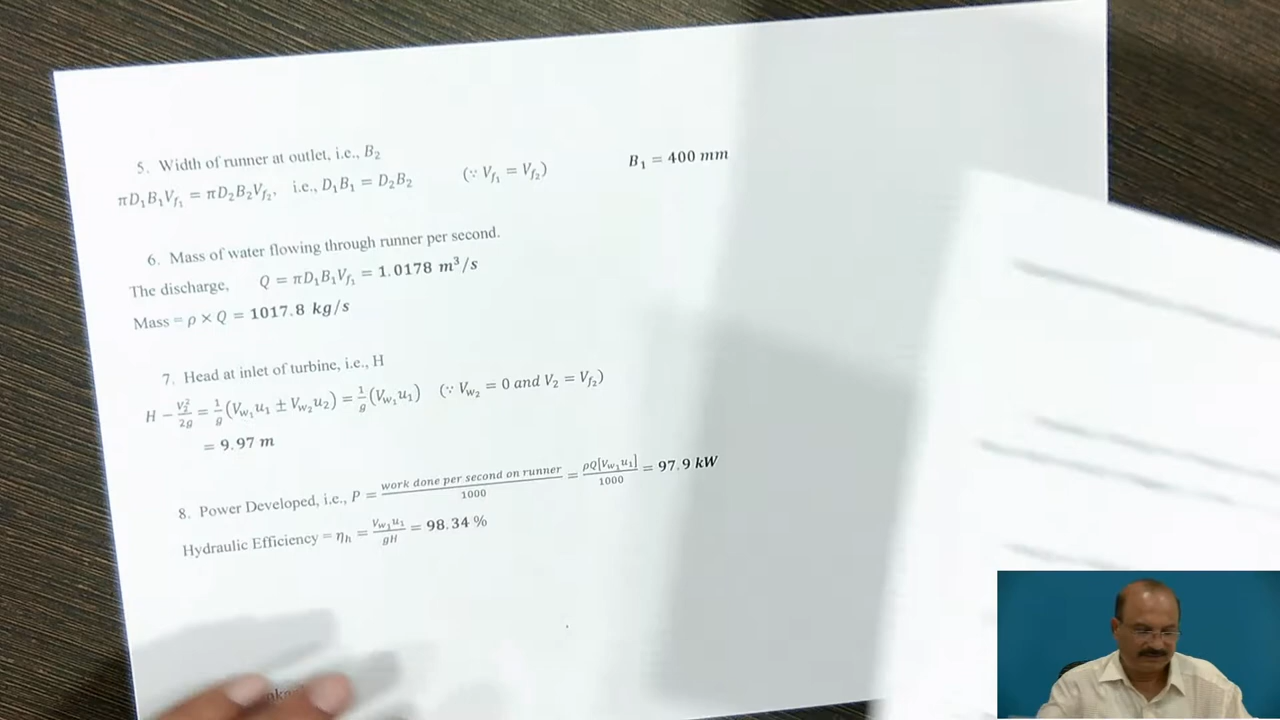 5. Width of runner at outlet, i.e., B₂
πD₁B₁V_f₁ = πD₂B₂V_f₂, i.e., D₁B₁ = D₂B₂ (∵ V_f₁ = V_f₂) B₁ = 400 mm
6. Mass of water flowing through runner per second.
The discharge, Q = πD₁B₁V_f₁ = 1.0178 m³/s
Mass = ρ × Q = 1017.8 kg/s
7. Head at inlet of turbine, i.e., H
H − V₂²/2g = 1/g (V_w₁u₁ ± V_w₂u₂) = 1/g (V_w₁u₁) (∵ V_w₂ = 0 and V₂ = V_f₂)
= 9.97 m
8. Power Developed, i.e., P = work done per second on runner/1000 = ρQ[V_w₁u₁]/1000 = 97.9 kW
Hydraulic Efficiency = η_h = V_w₁u₁/gH = 98.34 %